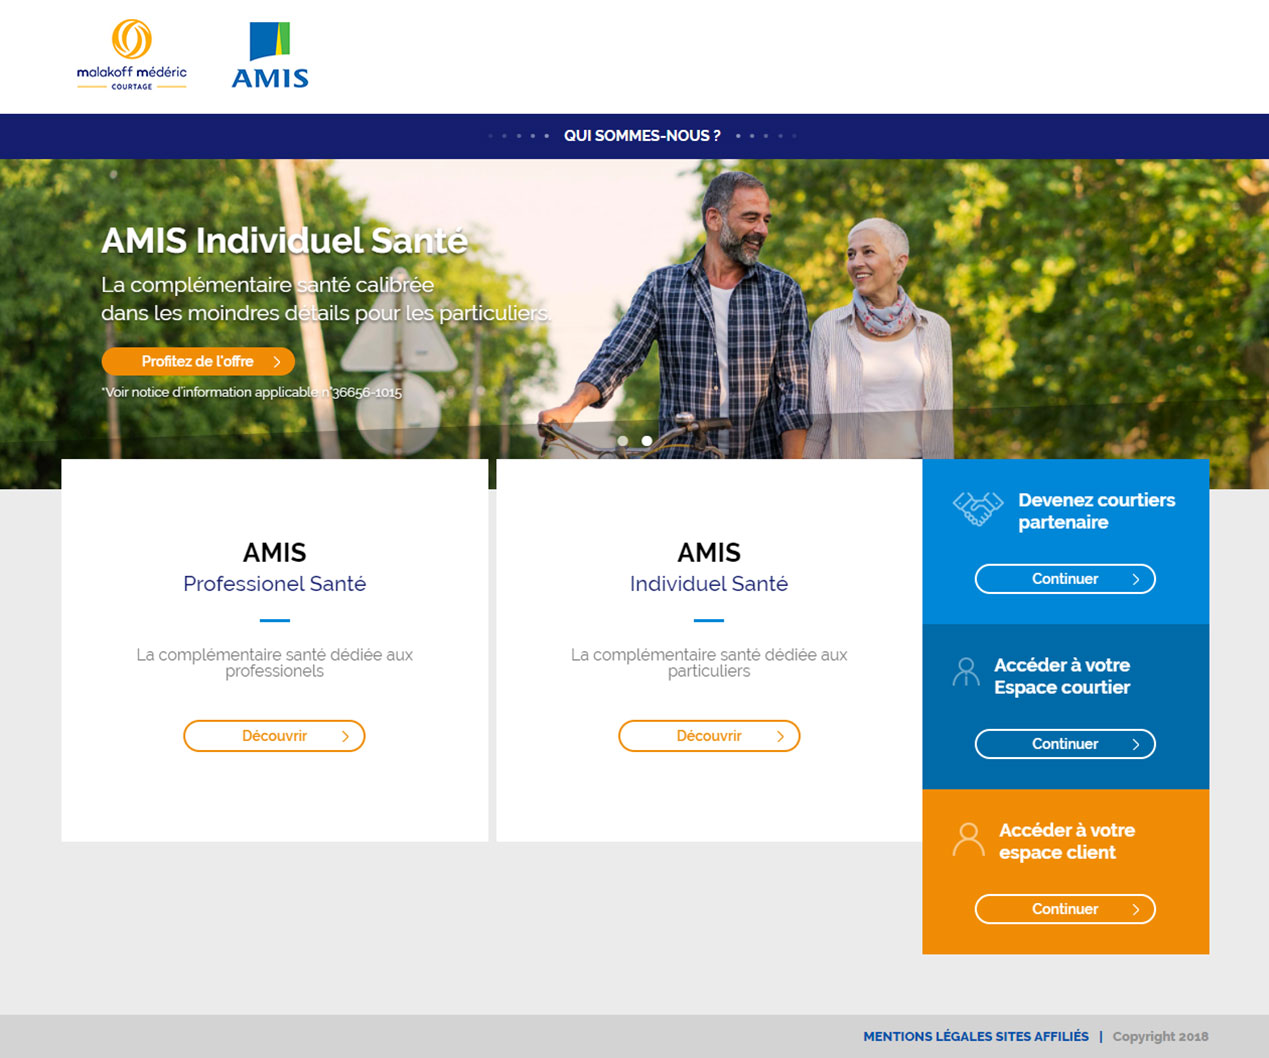 malakoff médéric
COURTAGE
AMIS
QUI SOMMES-NOUS ?
AMIS Individuel Santé
La complémentaire santé calibrée
dans les moindres détails pour les particuliers.
Profitez de l'offre
*Voir notice d'information applicable n°36656-1015
AMIS
Professionel Santé
La complémentaire santé dédiée aux
professionels
Découvrir
AMIS
Individuel Santé
La complémentaire santé dédiée aux
particuliers
Découvrir
Devenez courtiers
partenaire
Continuer
Accéder à votre
Espace courtier
Continuer
Accéder à votre
espace client
Continuer
MENTIONS LÉGALES SITES AFFILIÉS | Copyright 2018